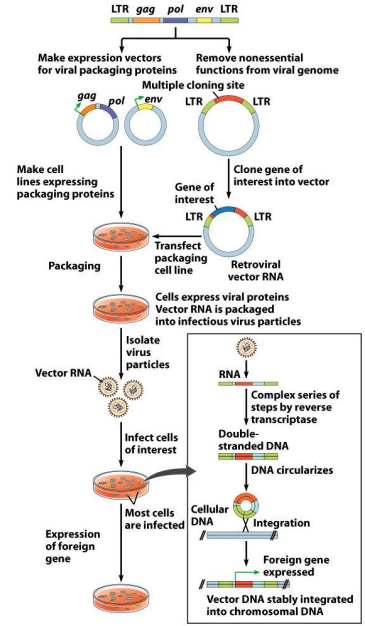 LTR gag pol env LTR
Make expression vectors
for viral packaging proteins
Remove nonessential
functions from viral genome
Multiple cloning site
gag
pol
env
LTR
LTR
Make cell
lines expressing
packaging proteins
Clone gene of
interest into vector
Gene of
interest
LTR
LTR
Transfect
packaging
cell line
Retroviral
vector RNA
Packaging
Cells express viral proteins
Vector RNA is packaged
into infectious virus particles
Isolate
virus
particles
Vector RNA
Infect cells
of interest
Most cells
are infected
Expression
of foreign
gene
RNA
Complex series of
steps by reverse
transcriptase
Double-
stranded DNA
DNA circularizes
Cellular
DNA
Integration
Foreign gene
expressed
Vector DNA stably integrated
into chromosomal DNA